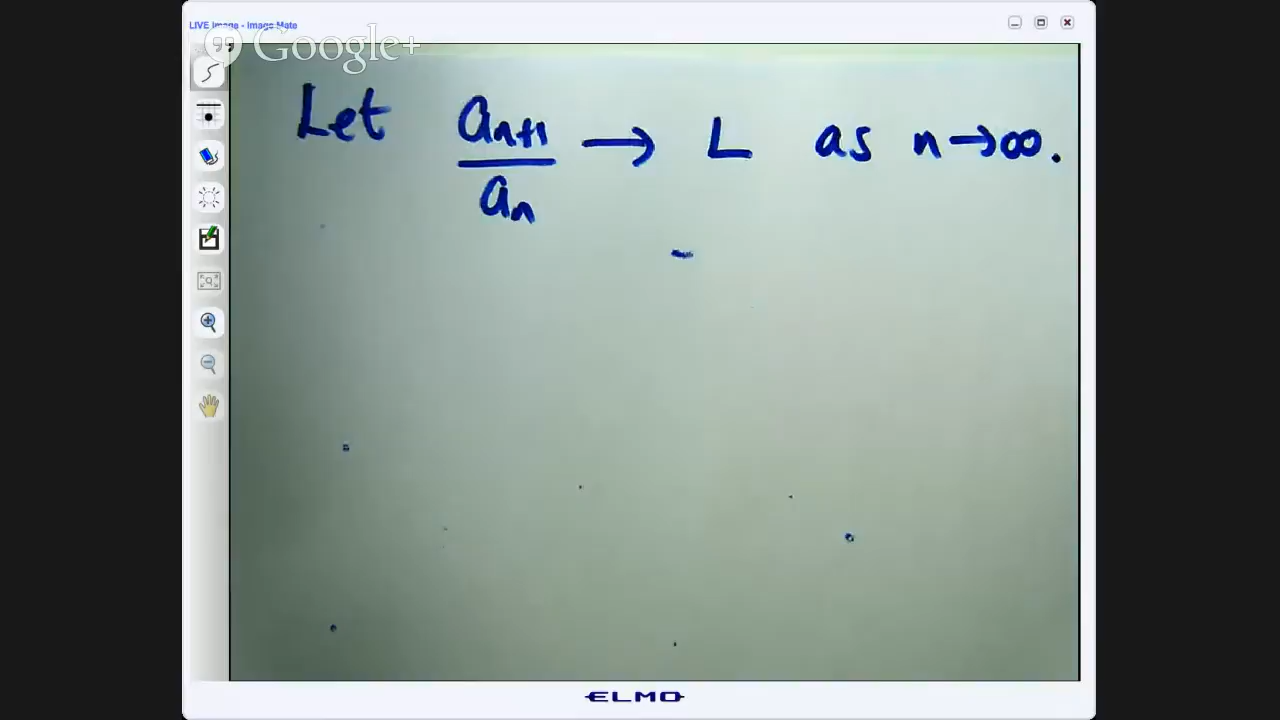 LIVE Image - Image Mate
Google+
Let a_{n+1}/a_n → L as n→∞.
ELMO